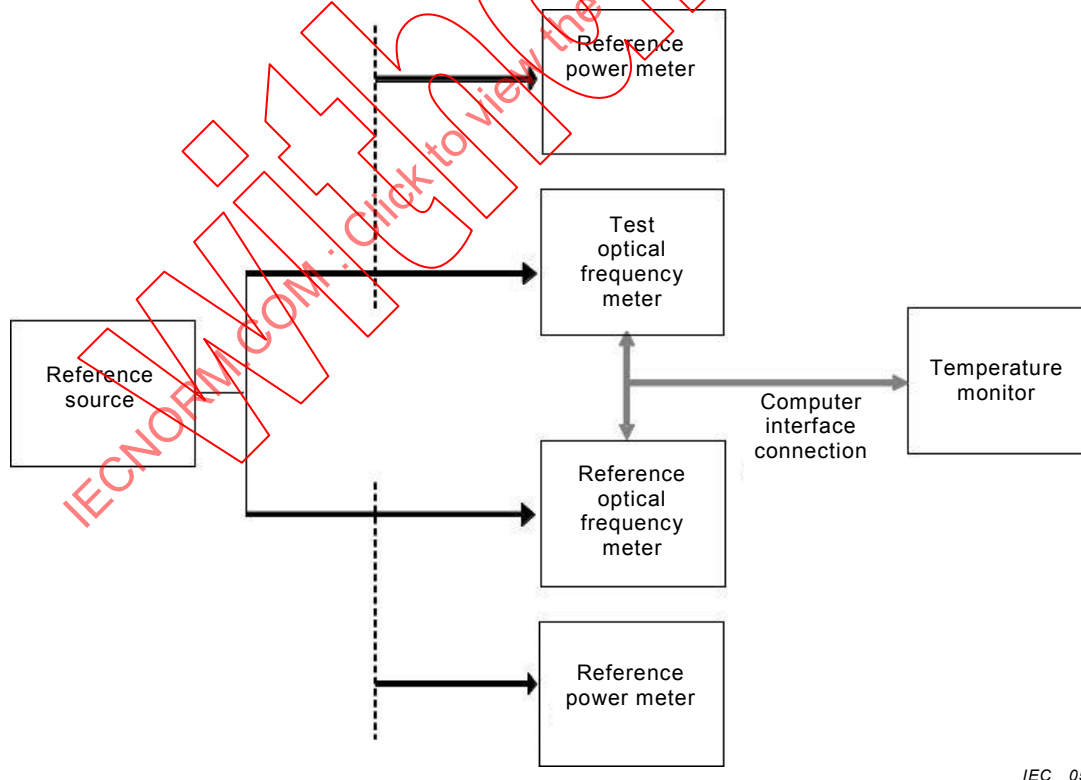 Reference
power meter
Test
optical
frequency
meter
Reference
source
Temperature
monitor
Computer
interface
connection
Reference
optical
frequency
meter
Reference
power meter
IECNORM.COM : Click to view the
IEC